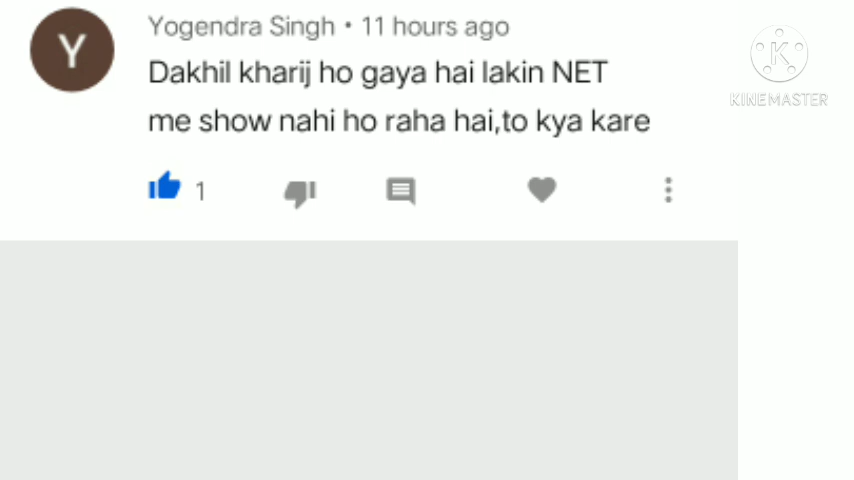 Yogendra Singh • 11 hours ago
Dakhil kharij ho gaya hai lakin NET
me show nahi ho raha hai,to kya kare
1
Y
K
KINEMASTER